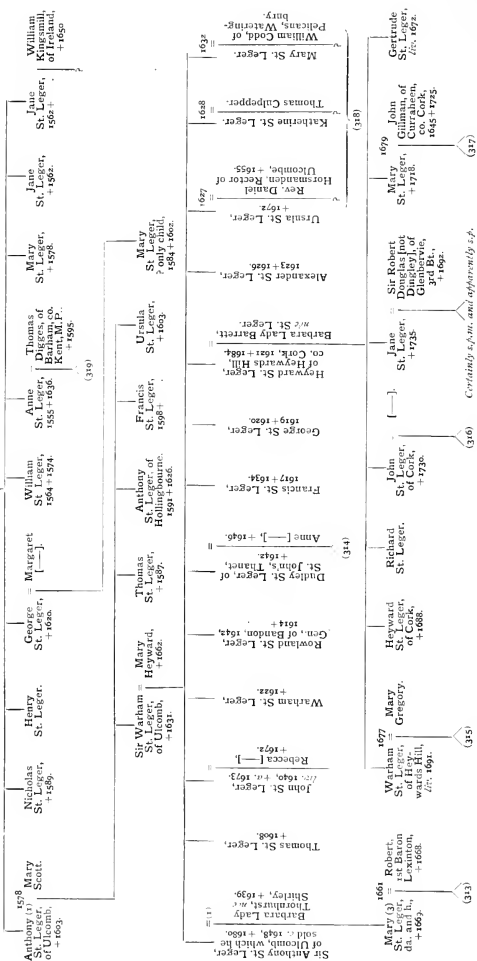 1578
Anthony (1)
St. Leger,
of Ulcomb,
+1603.
=
Mary
Scott.
Nicholas
St. Leger,
+1589.
Henry
St. Leger.
George
St. Leger,
+1620.
=
Margaret
[—].
William
St. Leger,
1564+1574.
Anne
St. Leger,
1555+1636.
=
Thomas
Digges, of
Barham, co.
Kent, M.P.,
+1595.
(319)
Mary
St. Leger,
+1578.
Jane
St. Leger,
+1562.
Jane
St. Leger,
1562+ .
=
William
Kingsmil,
of Ireland,
+1650
Sir Warham
St. Leger,
of Ulcomb,
+1631.
=
Mary
Heyward,
+1662.
Thomas
St. Leger,
+1587.
Anthony
St. Leger, of
Hollingbourne.
1591+1626.
Francis
St. Leger,
1598+ .
Ursula
St. Leger,
+1603.
Mary
St. Leger,
? only child,
1584+1602.
Sir Anthony St. Leger,
of Ulcomb which he
sold c. 1648, +1680.
(1)
=
Barbara Lady
Thornhurst, née
Shirley, +1639.
Thomas St. Leger,
+1608.
John St. Leger,
liv. 1640, +a. 1673.
=
Rebecca [—],
+1672.
Warham St. Leger,
+1622.
Rowland St. Leger,
Gen., of Bandon, 1642,
1614+
Dudley St. Leger, of
St. John's, Thanet,
+1642.
=
Anne [—], +1646.
(314)
Francis St. Leger,
1617+1634.
George St. Leger,
1619+1620.
Heyward St. Leger,
of Heywards Hill,
co. Cork, 1621+1684.
=
Barbara Lady Barrett,
née St. Leger.
Alexander St. Leger,
1623+1626.
Ursula St. Leger,
+1672.
1627
=
Rev. Daniel
Horsmanden, Rector of
Ulcombe, +1655.
Katherine St. Leger.
1628
=
Thomas Culpepper.
(318)
Mary St. Leger.
1632
=
William Codd, of
Pelicans, Watering-
bury.
Mary (3)
St. Leger,
da. and h.,
+1669.
1661
=
Robert,
1st Baron
Lexinton,
+1668.
(313)
Warham
St. Leger,
of Hey-
wards Hill,
liv. 1691.
1677
=
Mary
Gregory.
(315)
Heyward
St. Leger,
of Cork,
+1688.
Richard
St. Leger.
John
St. Leger,
of Cork,
+1730.
=
[—].
(316)
Jane
St. Leger,
+1735.
=
Sir Robert
Douglas [not
Dingley], of
Glenbervie,
3rd Bt.,
+1692.
Certainly s.p.m. and apparently s.p.
Mary
St. Leger,
+1718.
1679
=
John
Gillman, of
Curraheen,
co. Cork,
1645+1725.
(317)
Gertrude
St. Leger,
liv. 1672.